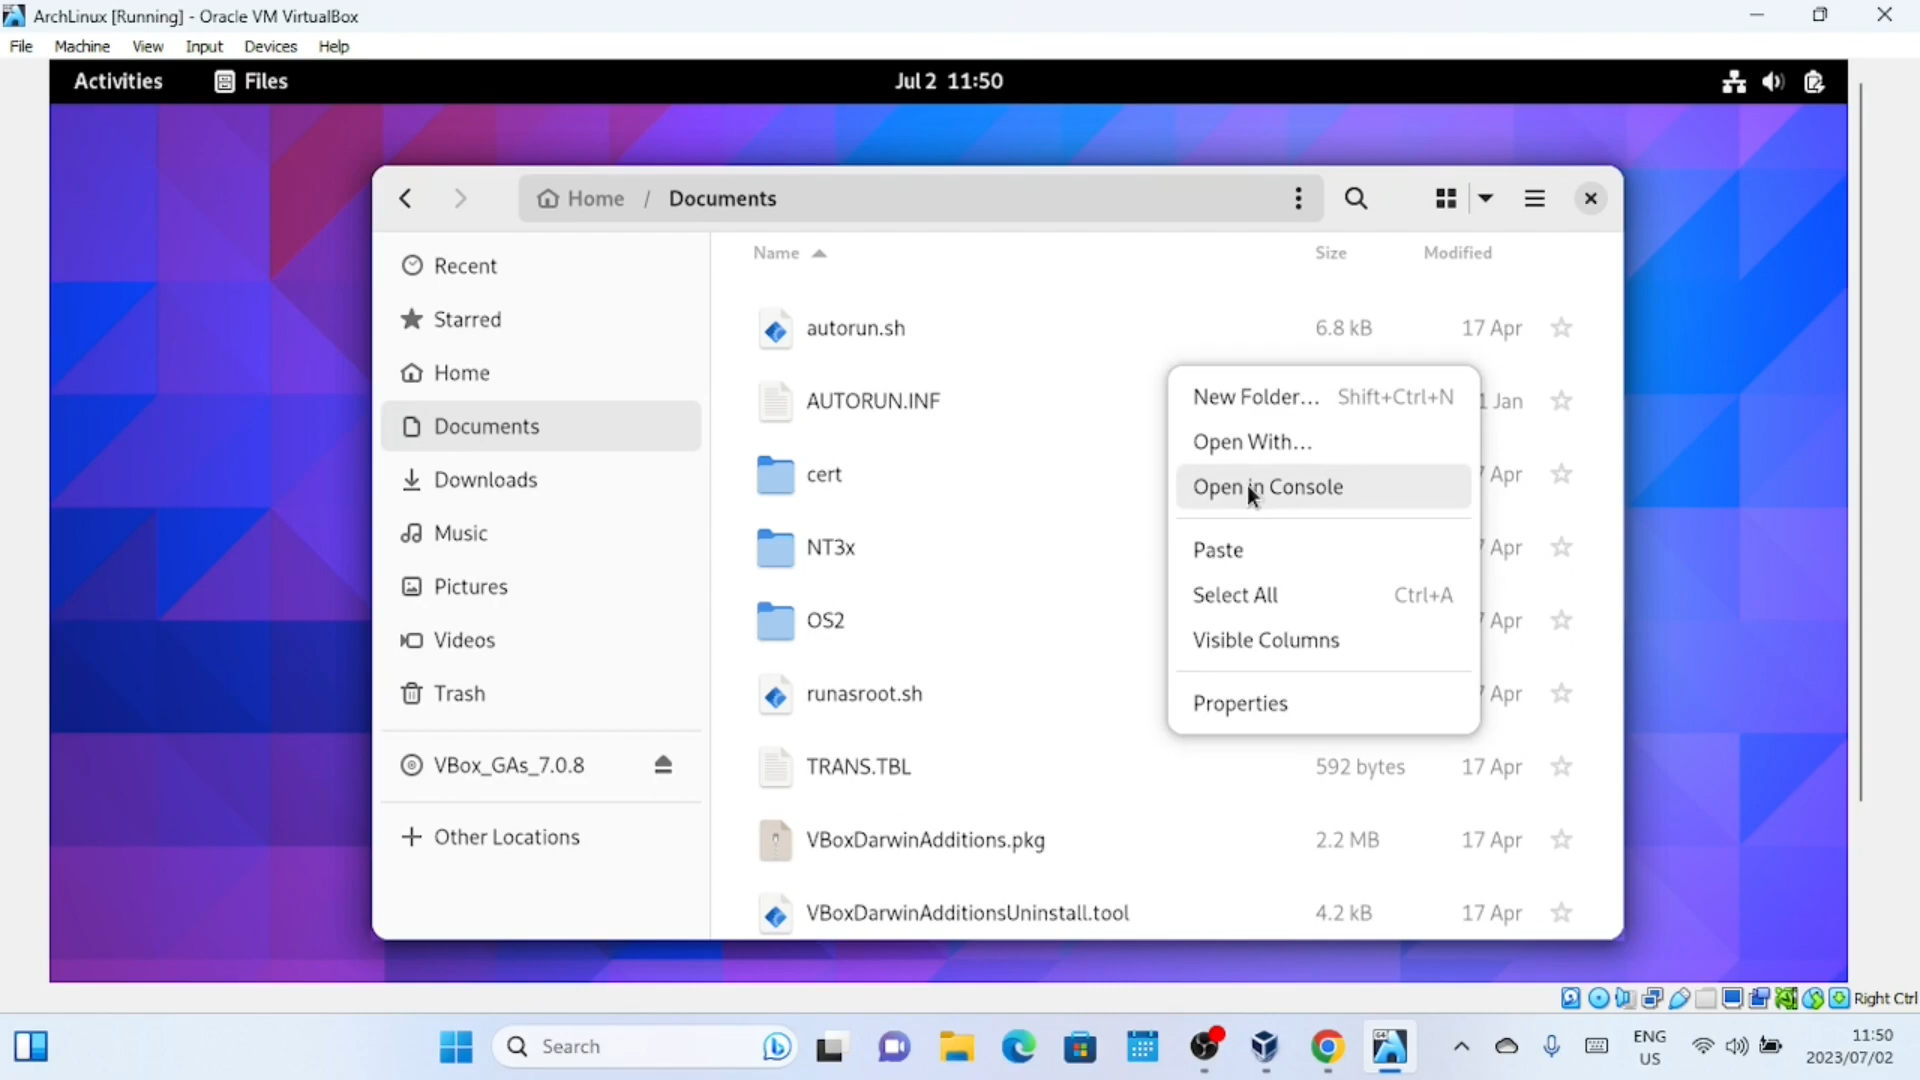 ArchLinux [Running] - Oracle VM VirtualBox
File Machine View Input Devices Help
Activities Files Jul 2 11:50
Home / Documents
Recent
Starred
Home
Documents
Downloads
Music
Pictures
Videos
Trash
VBox_GAs_7.0.8
Other Locations
Name Size Modified
autorun.sh 6.8 kB 17 Apr
AUTORUN.INF 1 Jan
cert 7 Apr
NT3x 7 Apr
OS2 7 Apr
runasroot.sh 7 Apr
TRANS.TBL 592 bytes 17 Apr
VBoxDarwinAdditions.pkg 2.2 MB 17 Apr
VBoxDarwinAdditionsUninstall.tool 4.2 kB 17 Apr
New Folder... Shift+Ctrl+N
Open With...
Open in Console
Paste
Select All Ctrl+A
Visible Columns
Properties
Right Ctrl
Search
ENG
US
11:50
2023/07/02